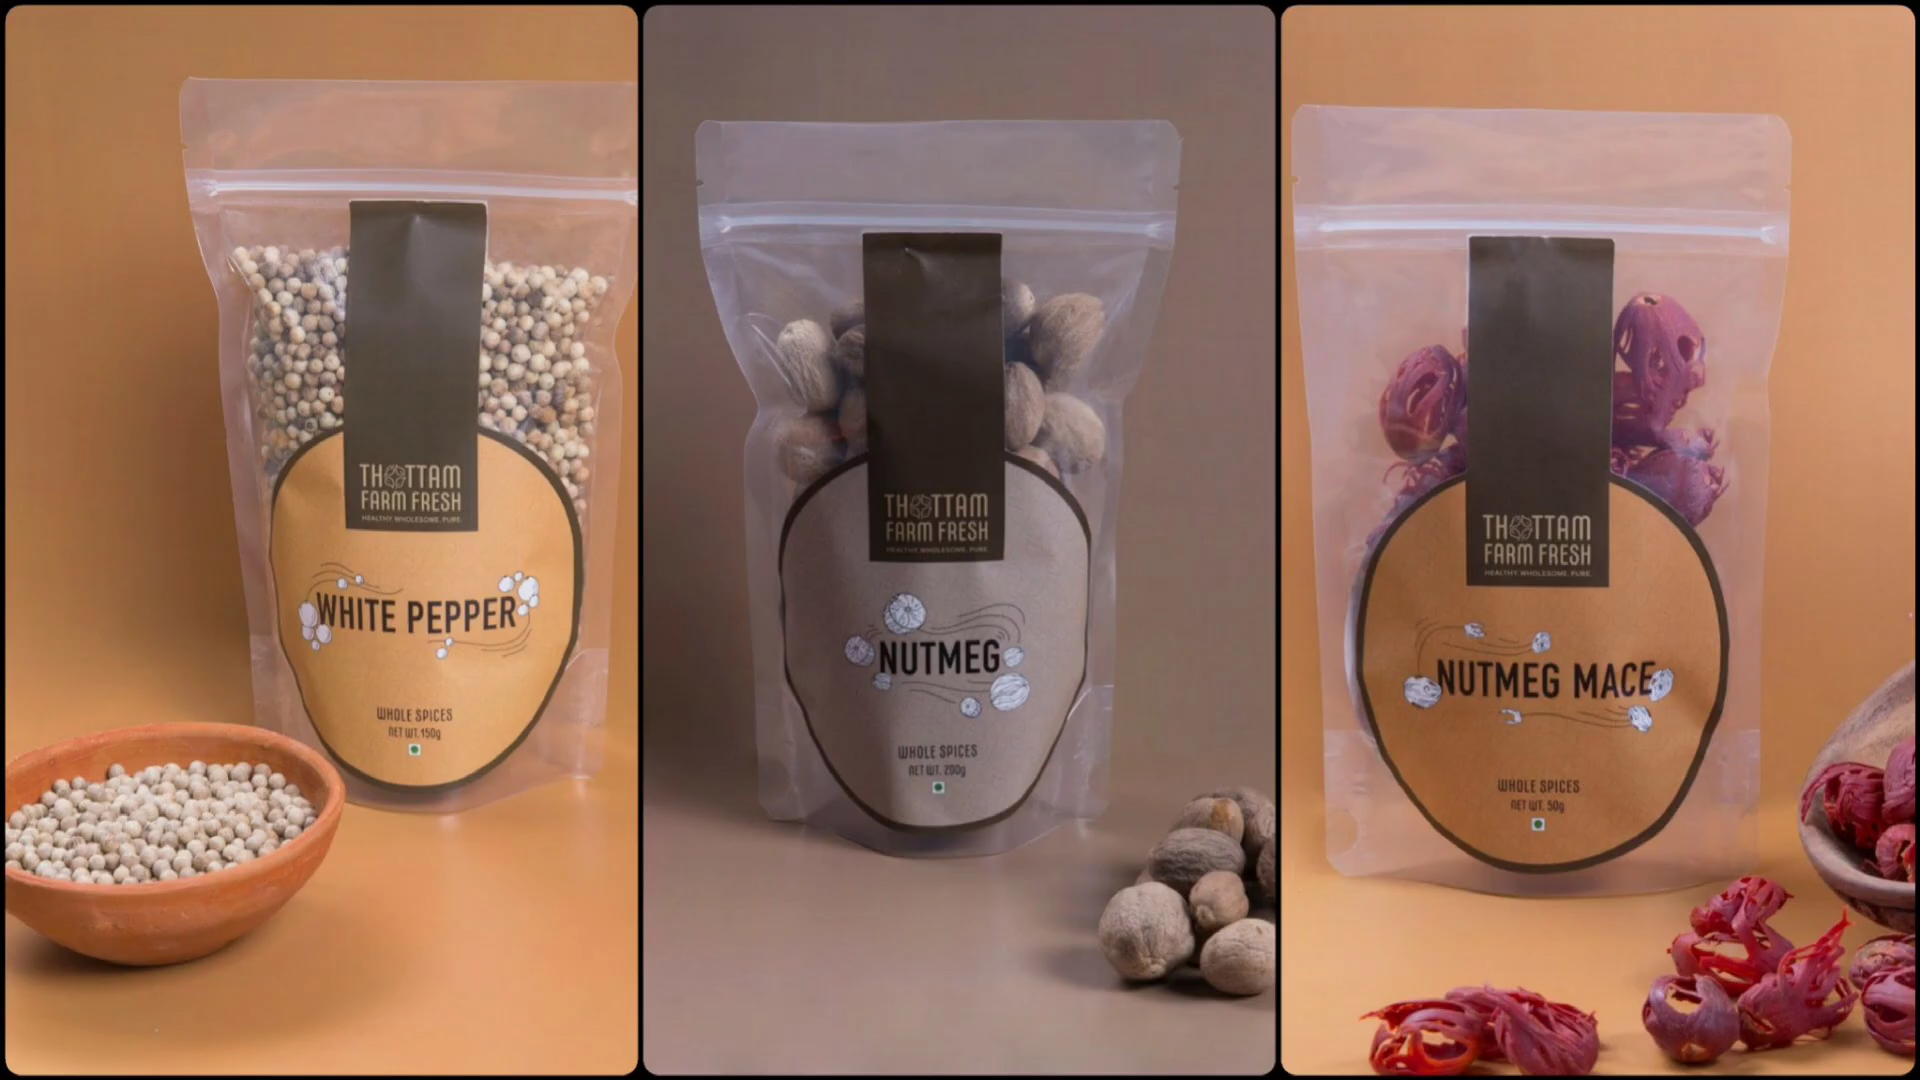 THOTTAM
FARM FRESH
HEALTHY. WHOLESOME. PURE.
WHITE PEPPER
WHOLE SPICES
NET WT. 150g
THOTTAM
FARM FRESH
HEALTHY. WHOLESOME. PURE.
NUTMEG
WHOLE SPICES
NET WT. 200g
THOTTAM
FARM FRESH
HEALTHY. WHOLESOME. PURE.
NUTMEG MACE
WHOLE SPICES
NET WT. 50g